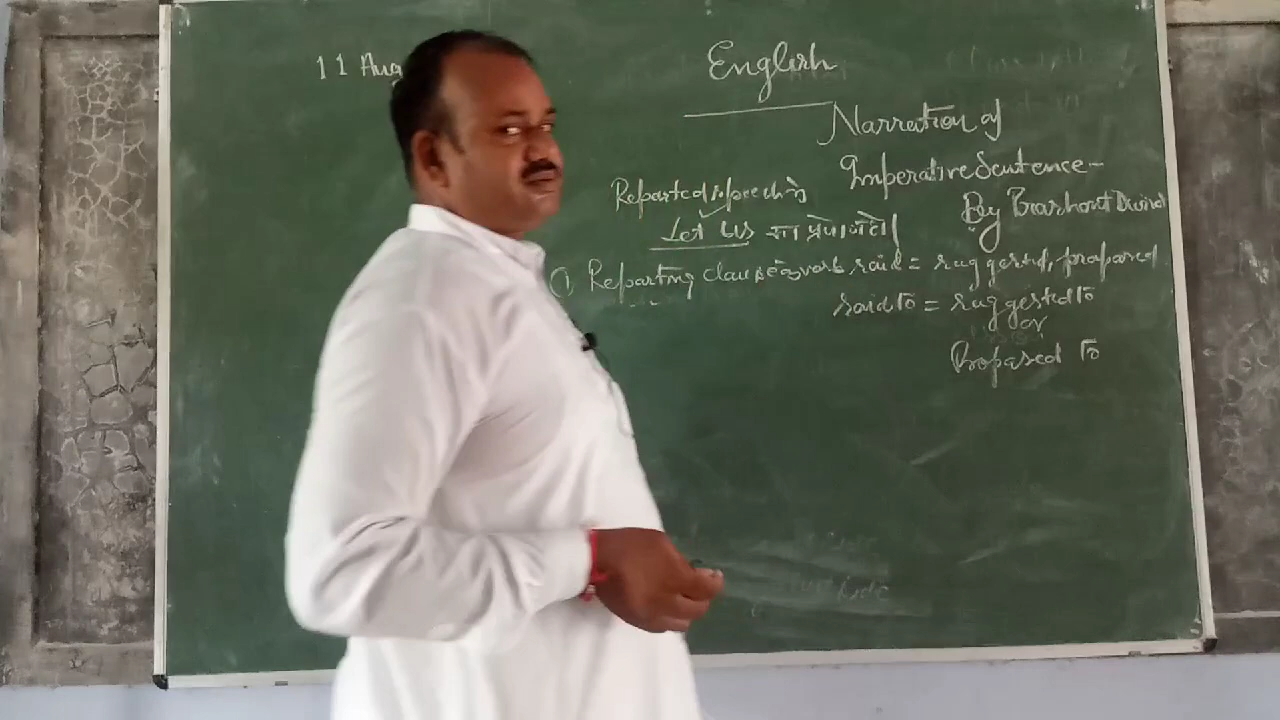 11 Aug
English
Narration of
Imperative Sentence-
By Dwived
Reported speech में
Let us का प्रयोग होता
① Reporting clause के verb said = suggested, proposed
said to = suggested to
or
Proposed to